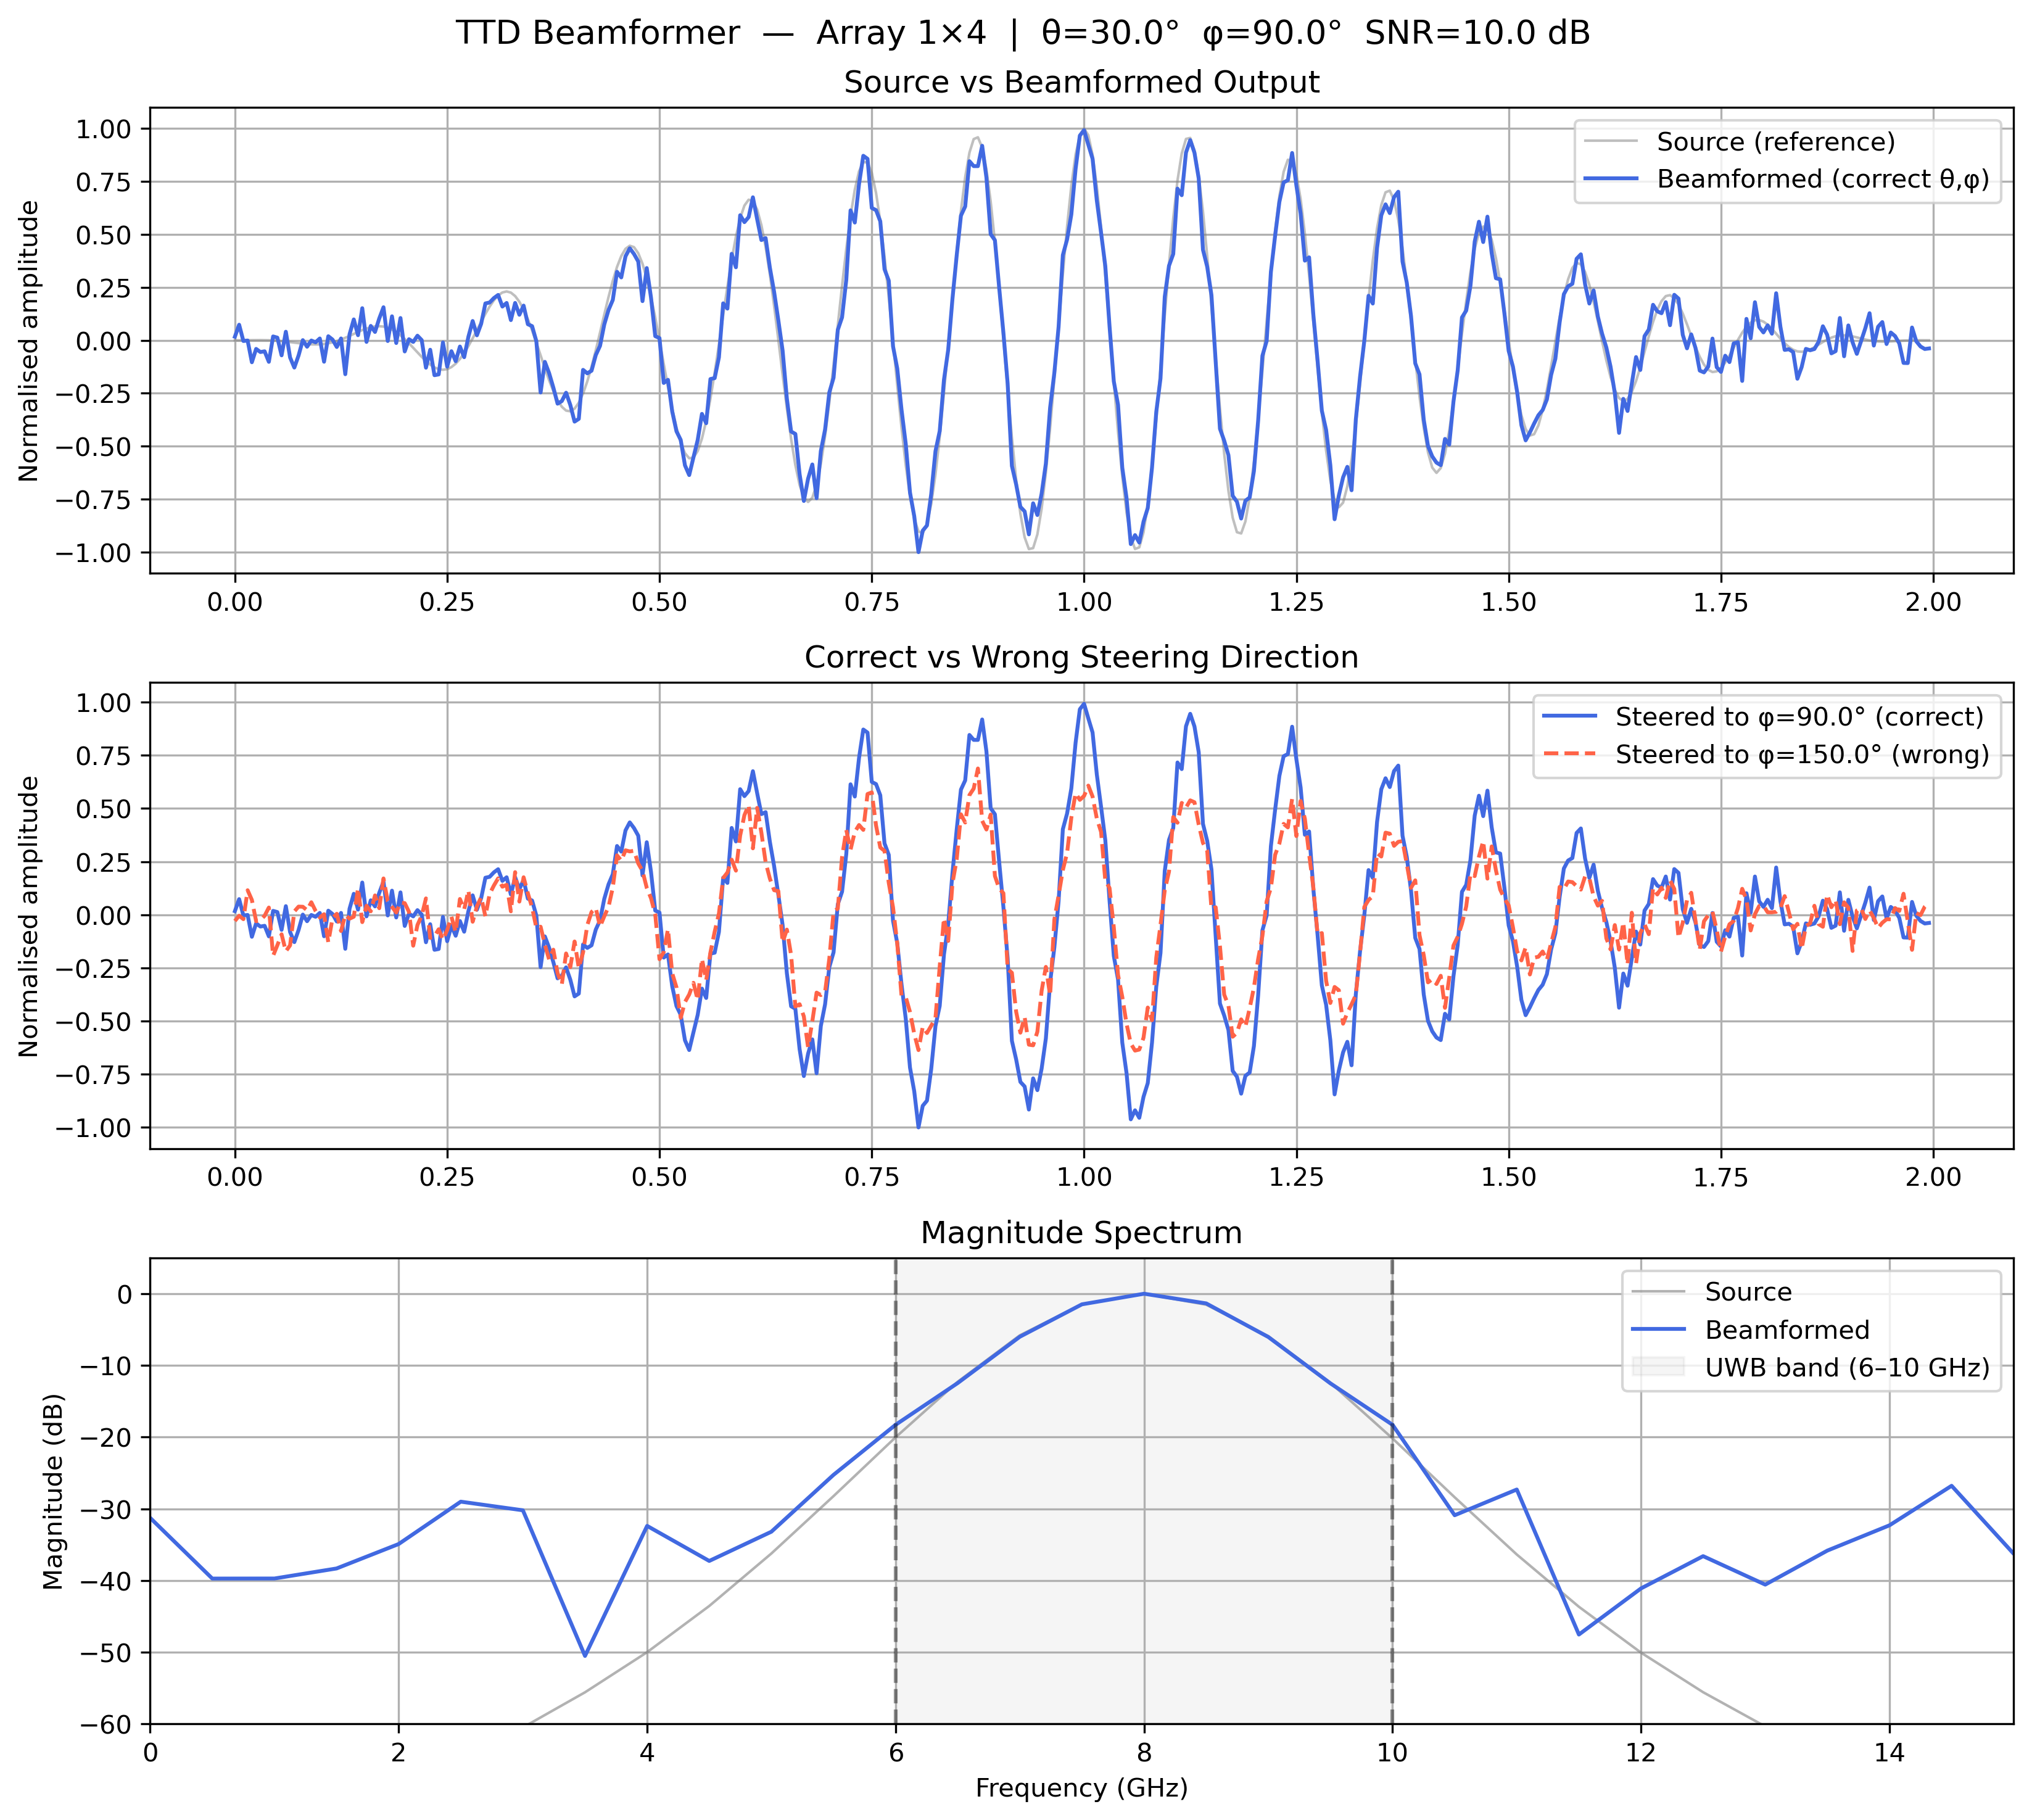 TTD Beamformer — Array 1×4 | θ=30.0° φ=90.0° SNR=10.0 dB
Source vs Beamformed Output
Normalised amplitude
1.00
0.75
0.50
0.25
0.00
−0.25
−0.50
−0.75
−1.00
Source (reference)
Beamformed (correct θ,φ)
0.00 0.25 0.50 0.75 1.00 1.25 1.50 1.75 2.00
Correct vs Wrong Steering Direction
Normalised amplitude
1.00
0.75
0.50
0.25
0.00
−0.25
−0.50
−0.75
−1.00
Steered to φ=90.0° (correct)
Steered to φ=150.0° (wrong)
0.00 0.25 0.50 0.75 1.00 1.25 1.50 1.75 2.00
Magnitude Spectrum
Magnitude (dB)
0
−10
−20
−30
−40
−50
−60
Source
Beamformed
UWB band (6–10 GHz)
0 2 4 6 8 10 12 14
Frequency (GHz)